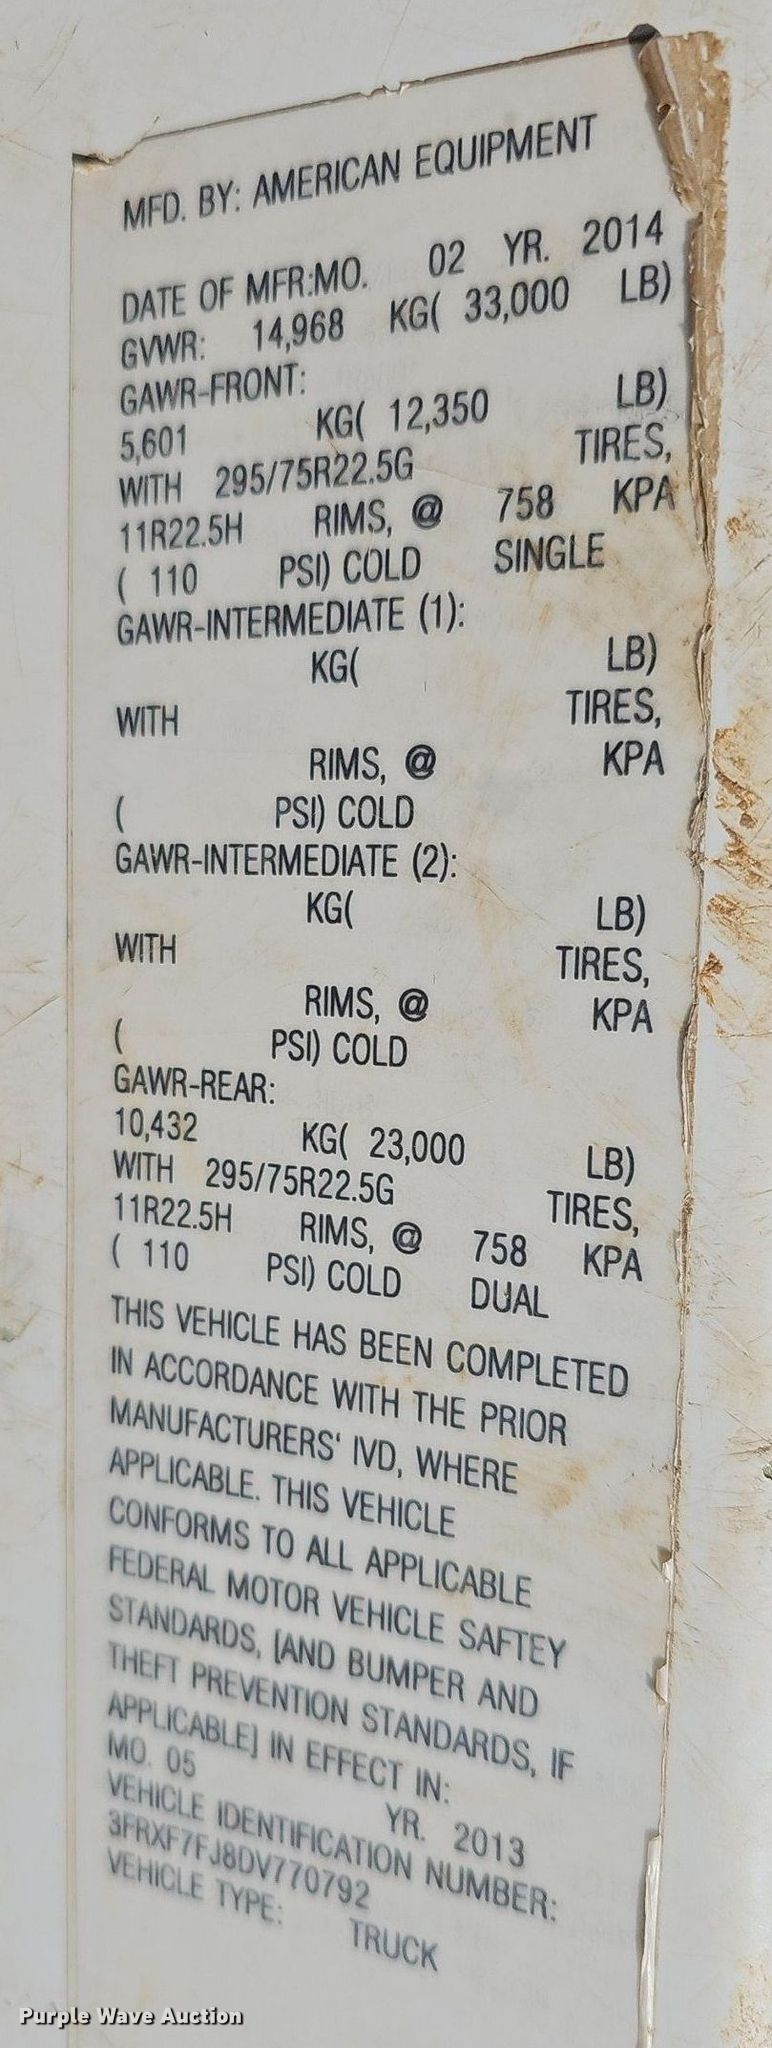 MFD. BY: AMERICAN EQUIPMENT
DATE OF MFR:MO. 02 YR. 2014
GVWR: 14,968 KG( 33,000 LB)
GAWR-FRONT:
5,601 KG( 12,350 LB)
WITH 295/75R22.5G TIRES,
11R22.5H RIMS, @ 758 KPA
( 110 PSI) COLD SINGLE
GAWR-INTERMEDIATE (1):
KG( LB)
WITH TIRES,
RIMS, @ KPA
( PSI) COLD
GAWR-INTERMEDIATE (2):
KG( LB)
WITH TIRES,
RIMS, @ KPA
( PSI) COLD
GAWR-REAR:
10,432 KG( 23,000 LB)
WITH 295/75R22.5G TIRES,
11R22.5H RIMS, @ 758 KPA
( 110 PSI) COLD DUAL
THIS VEHICLE HAS BEEN COMPLETED
IN ACCORDANCE WITH THE PRIOR
MANUFACTURERS' IVD, WHERE
APPLICABLE. THIS VEHICLE
CONFORMS TO ALL APPLICABLE
FEDERAL MOTOR VEHICLE SAFTEY
STANDARDS, [AND BUMPER AND
THEFT PREVENTION STANDARDS, IF
APPLICABLE] IN EFFECT IN:
MO. 05 YR. 2013
VEHICLE IDENTIFICATION NUMBER:
3FRXF7FJ8DV770792
VEHICLE TYPE: TRUCK
Purple Wave Auction